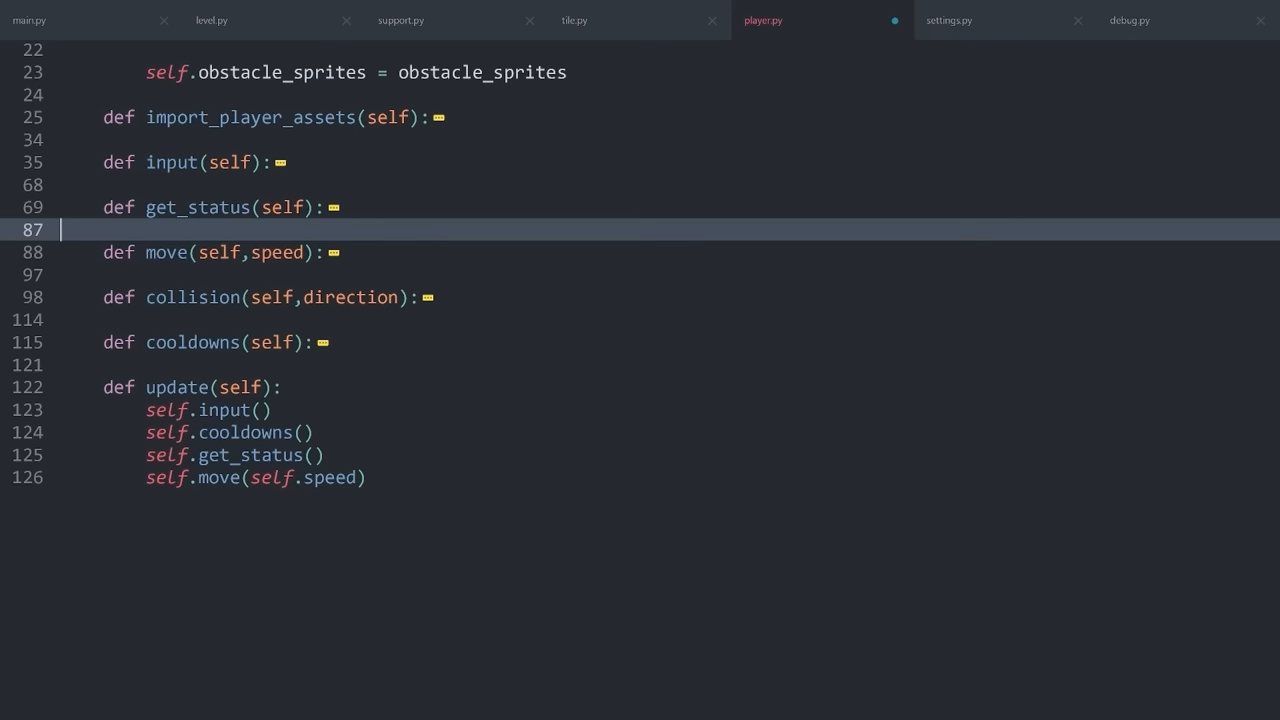 main.py level.py support.py tile.py player.py settings.py debug.py
22
23 self.obstacle_sprites = obstacle_sprites
24
25 def import_player_assets(self):
34
35 def input(self):
68
69 def get_status(self):
87
88 def move(self,speed):
97
98 def collision(self,direction):
114
115 def cooldowns(self):
121
122 def update(self):
123 self.input()
124 self.cooldowns()
125 self.get_status()
126 self.move(self.speed)